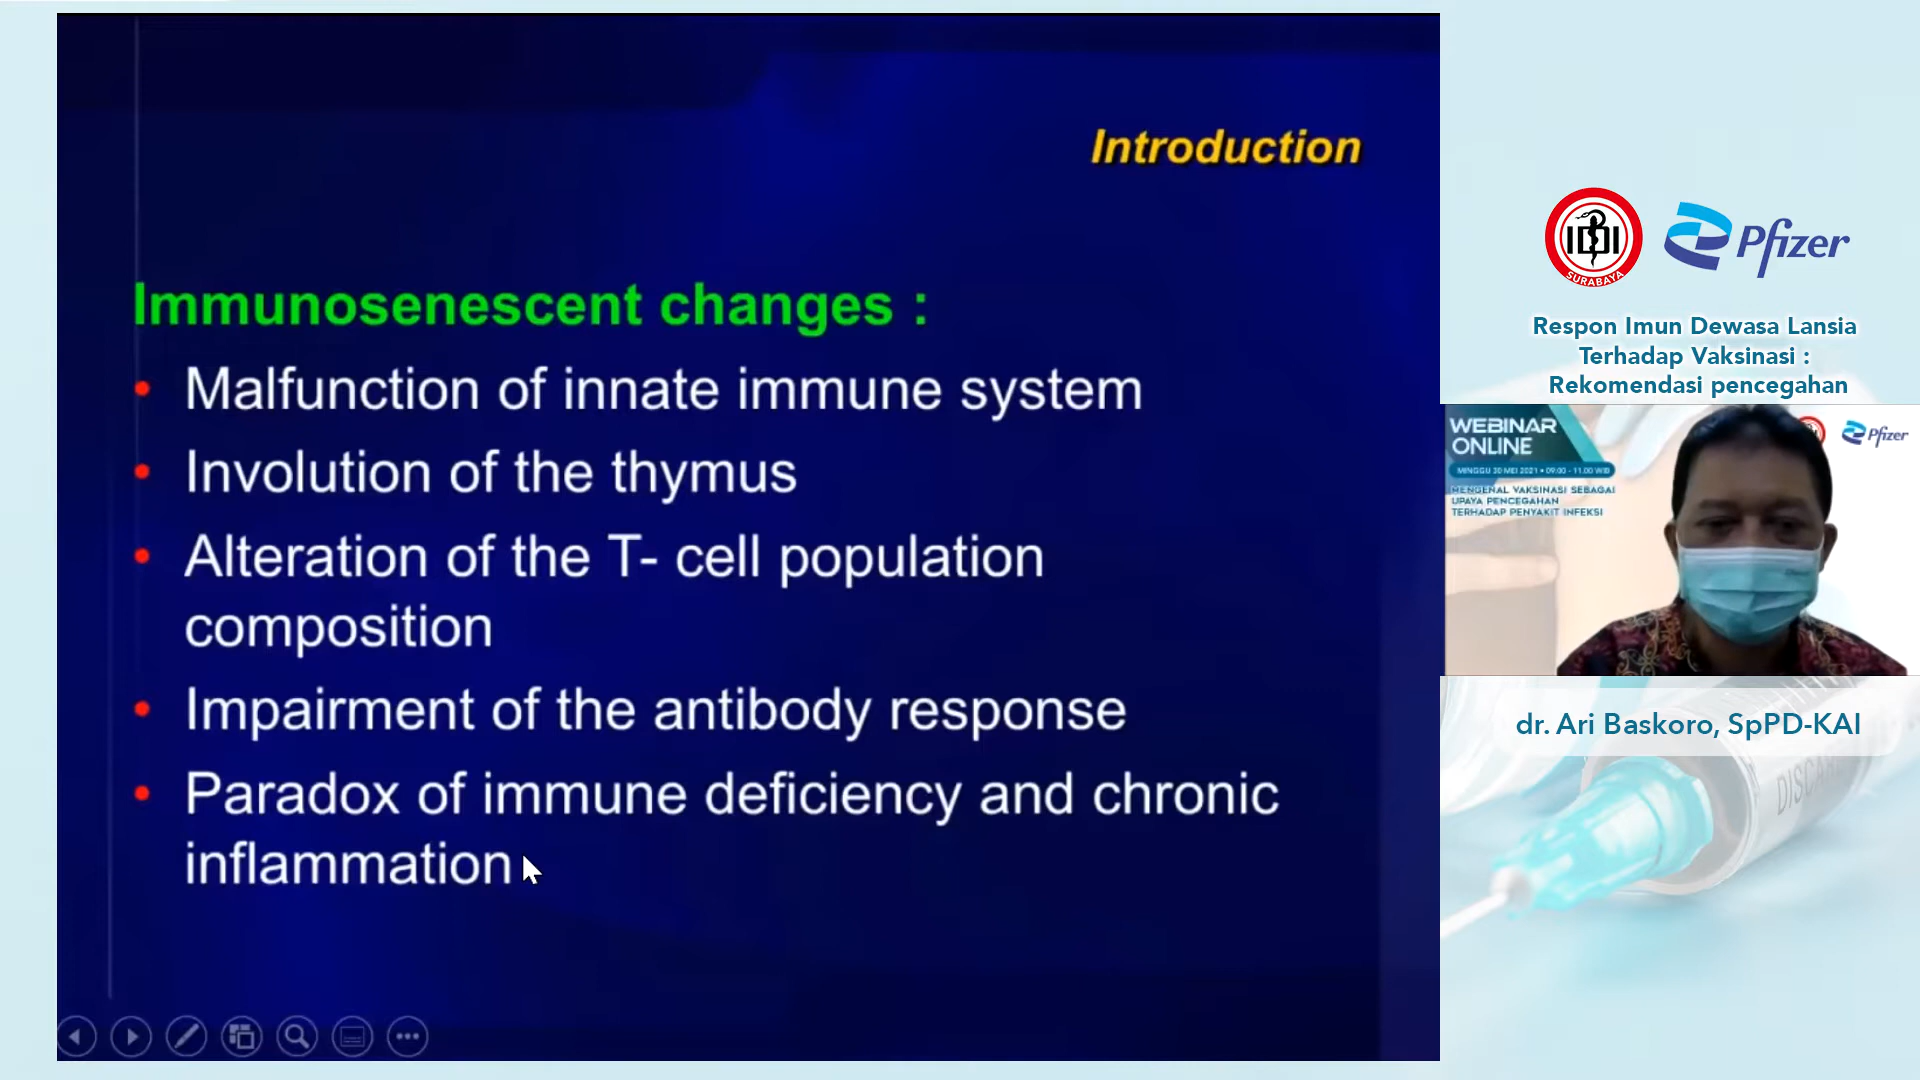 Introduction
Immunosenescent changes :
• Malfunction of innate immune system
• Involution of the thymus
• Alteration of the T- cell population
composition
• Impairment of the antibody response
• Paradox of immune deficiency and chronic
inflammation
IDI
SURABAYA
Pfizer
Respon Imun Dewasa Lansia
Terhadap Vaksinasi :
Rekomendasi pencegahan
WEBINAR
ONLINE
MINGGU 30 MEI 2021 • 09:00 - 11.00 WIB
MENGENAL VAKSINASI SEBAGAI
UPAYA PENCEGAHAN
TERHADAP PENYAKIT INFEKSI
Pfizer
dr. Ari Baskoro, SpPD-KAI